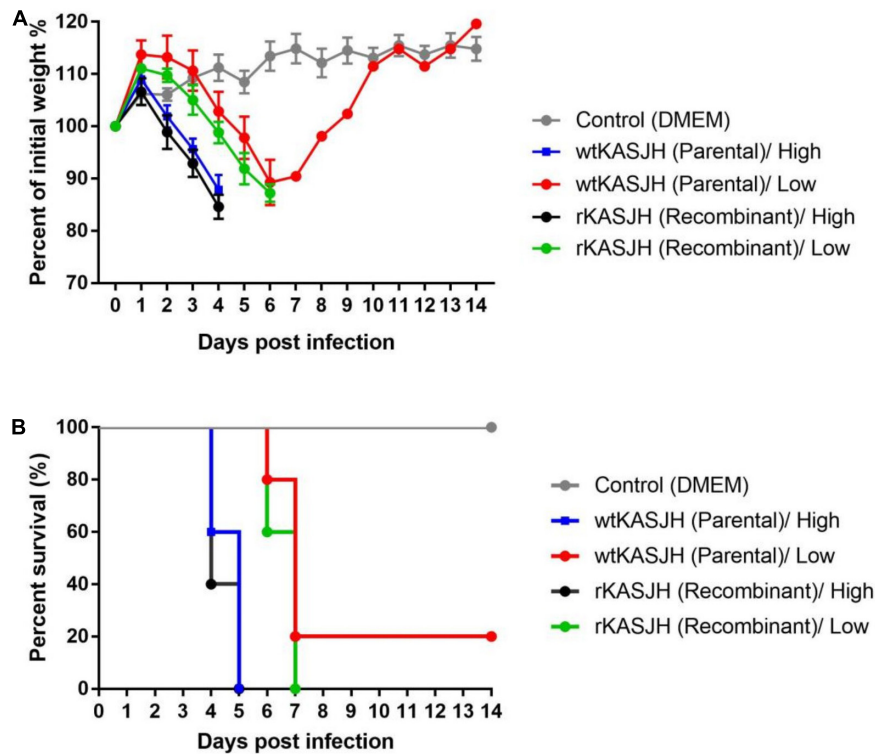 A
Percent of initial weight %
120
110
100
90
80
70
0 1 2 3 4 5 6 7 8 9 10 11 12 13 14
Days post infection
Control (DMEM)
wtKASJH (Parental)/ High
wtKASJH (Parental)/ Low
rKASJH (Recombinant)/ High
rKASJH (Recombinant)/ Low
B
Percent survival (%)
100
80
60
40
20
0
0 1 2 3 4 5 6 7 8 9 10 11 12 13 14
Days post infection
Control (DMEM)
wtKASJH (Parental)/ High
wtKASJH (Parental)/ Low
rKASJH (Recombinant)/ High
rKASJH (Recombinant)/ Low